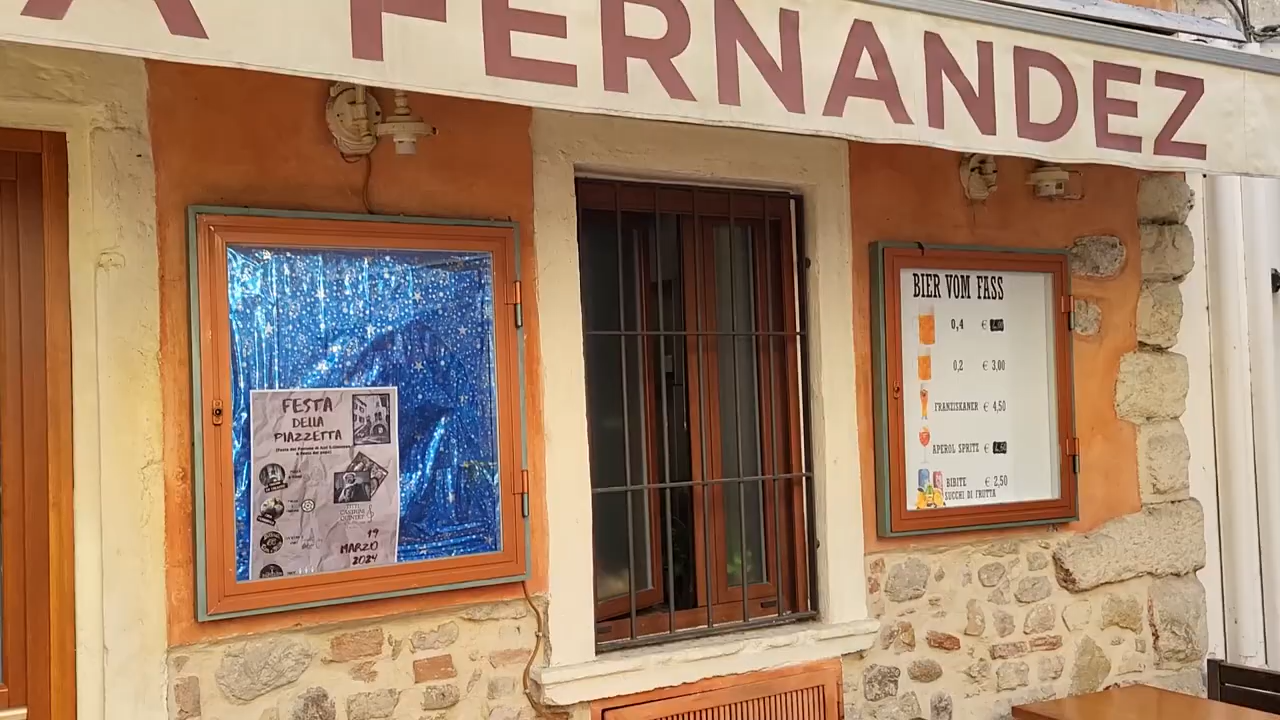 A FERNANDEZ
FESTA
DELLA
PIAZZETTA
19
MARZO
2024
BIER VOM FASS
0,4 €
0,2 € 3,00
FRANZISKANER € 4,50
APEROL SPRITZ €
BIBITE € 2,50
SUCCHI DI FRUTTA